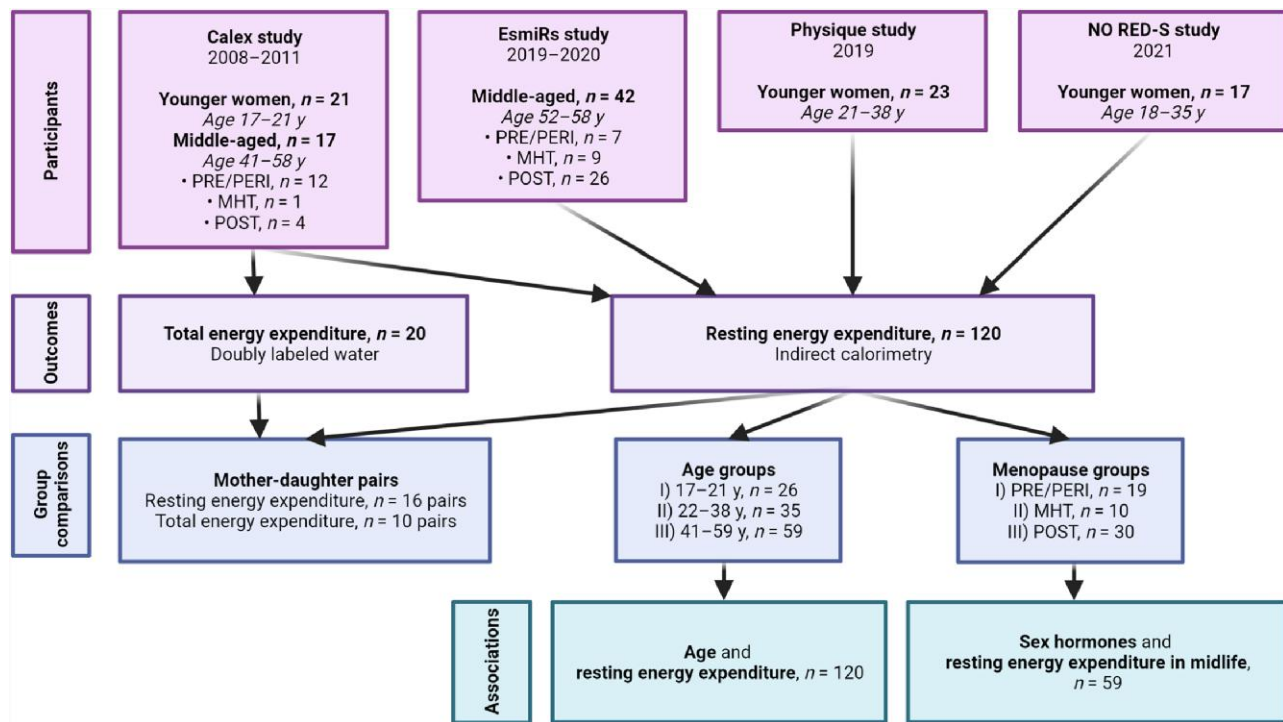 Participants
Calex study
2008–2011
Younger women, n = 21
Age 17–21 y
Middle-aged, n = 17
Age 41–58 y
• PRE/PERI, n = 12
• MHT, n = 1
• POST, n = 4
EsmiRs study
2019–2020
Middle-aged, n = 42
Age 52–58 y
• PRE/PERI, n = 7
• MHT, n = 9
• POST, n = 26
Physique study
2019
Younger women, n = 23
Age 21–38 y
NO RED-S study
2021
Younger women, n = 17
Age 18–35 y
Outcomes
Total energy expenditure, n = 20
Doubly labeled water
Resting energy expenditure, n = 120
Indirect calorimetry
Group
comparisons
Mother-daughter pairs
Resting energy expenditure, n = 16 pairs
Total energy expenditure, n = 10 pairs
Age groups
I) 17–21 y, n = 26
II) 22–38 y, n = 35
III) 41–59 y, n = 59
Menopause groups
I) PRE/PERI, n = 19
II) MHT, n = 10
III) POST, n = 30
Associations
Age and
resting energy expenditure, n = 120
Sex hormones and
resting energy expenditure in midlife,
n = 59